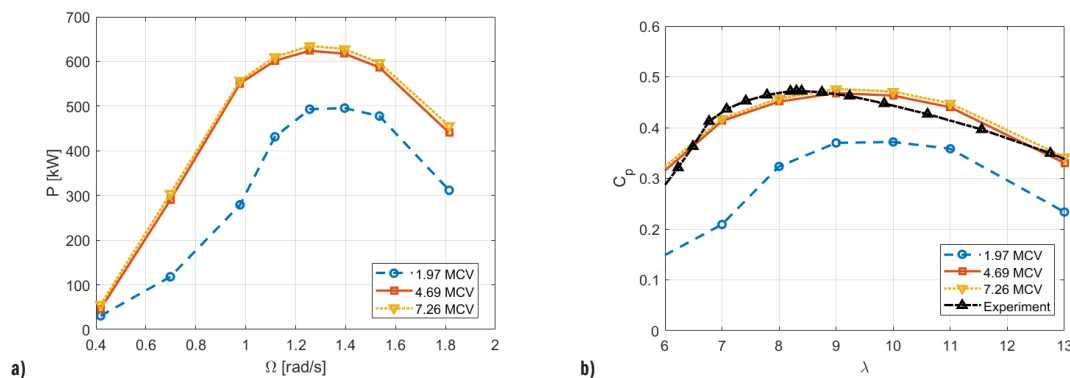 700
600
500
400
300
200
100
0
P [kW]
0.4 0.6 0.8 1 1.2 1.4 1.6 1.8 2
Ω [rad/s]
1.97 MCV
4.69 MCV
7.26 MCV
a)
0.6
0.5
0.4
0.3
0.2
0.1
0
Cp
6 7 8 9 10 11 12 13
λ
1.97 MCV
4.69 MCV
7.26 MCV
Experiment
b)